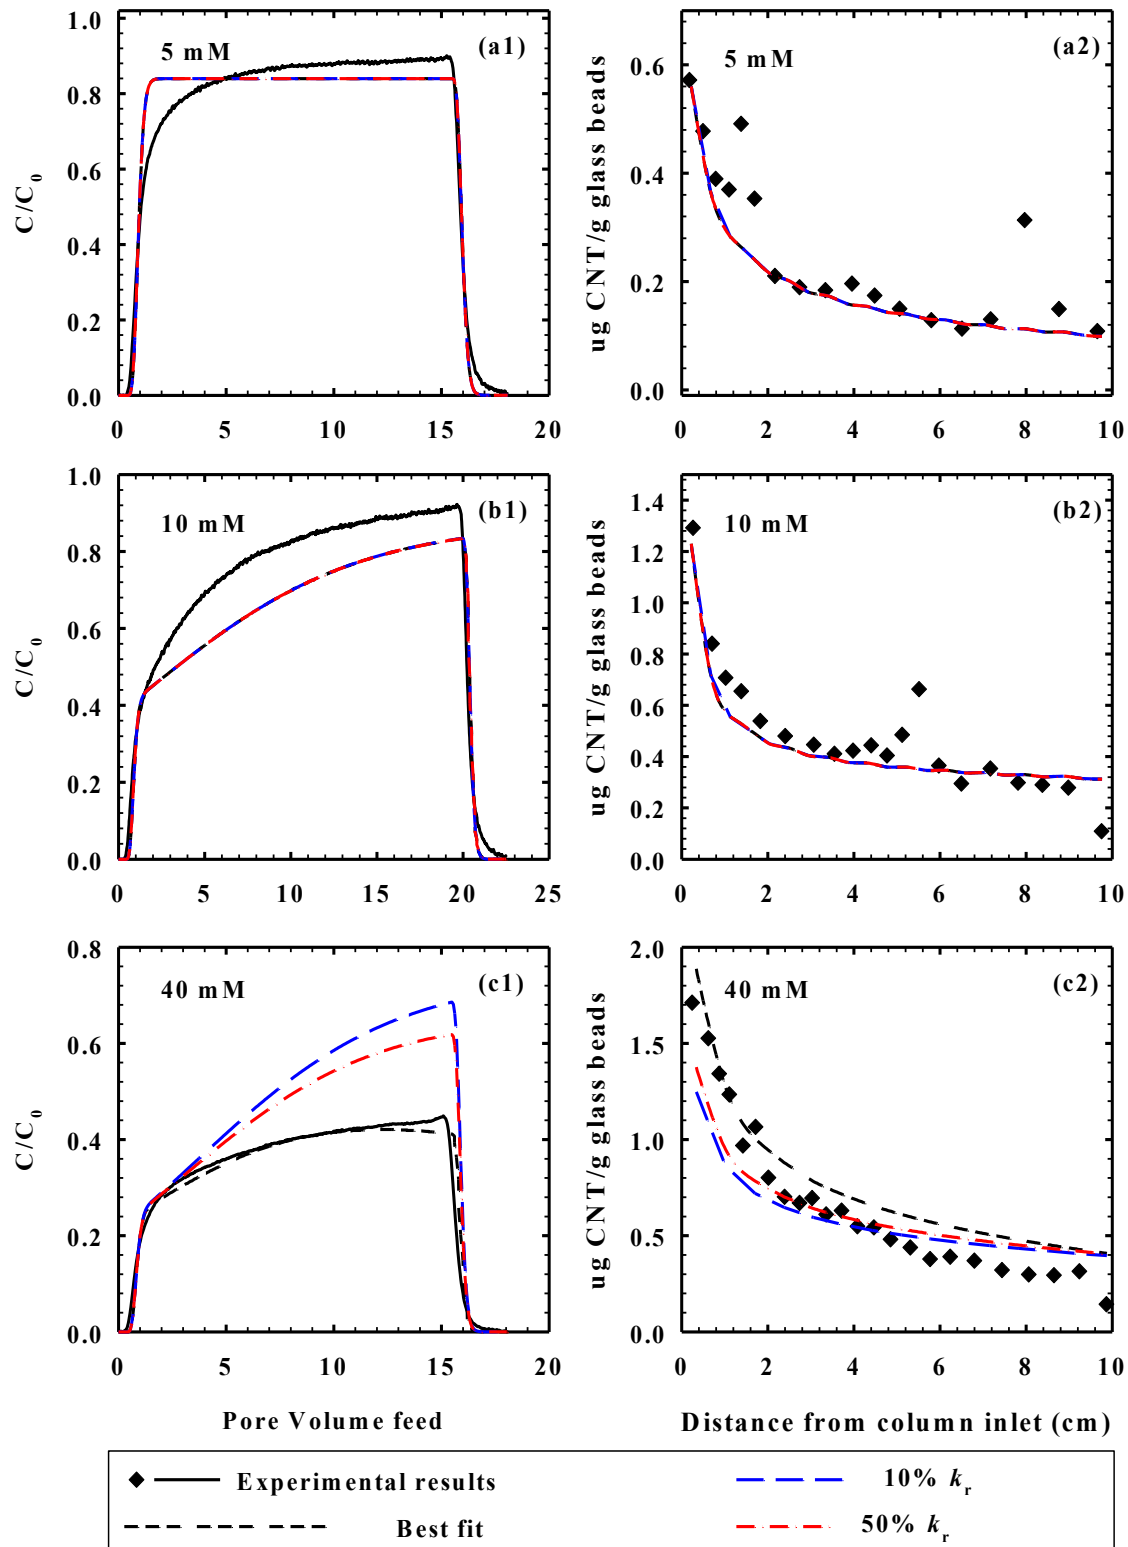 5 mM
(a1)
C/C0
0.0
0.2
0.4
0.6
0.8
1.0
0
5
10
15
20
5 mM
(a2)
ug CNT/g glass beads
0.0
0.2
0.4
0.6
0
2
4
6
8
10
10 mM
(b1)
C/C0
0.0
0.2
0.4
0.6
0.8
1.0
0
5
10
15
20
25
10 mM
(b2)
ug CNT/g glass beads
0.0
0.2
0.4
0.6
0.8
1.0
1.2
1.4
0
2
4
6
8
10
40 mM
(c1)
C/C0
0.0
0.2
0.4
0.6
0.8
0
5
10
15
20
Pore Volume feed
40 mM
(c2)
ug CNT/g glass beads
0.0
0.5
1.0
1.5
2.0
0
2
4
6
8
10
Distance from column inlet (cm)
Experimental results
10% kr
Best fit
50% kr